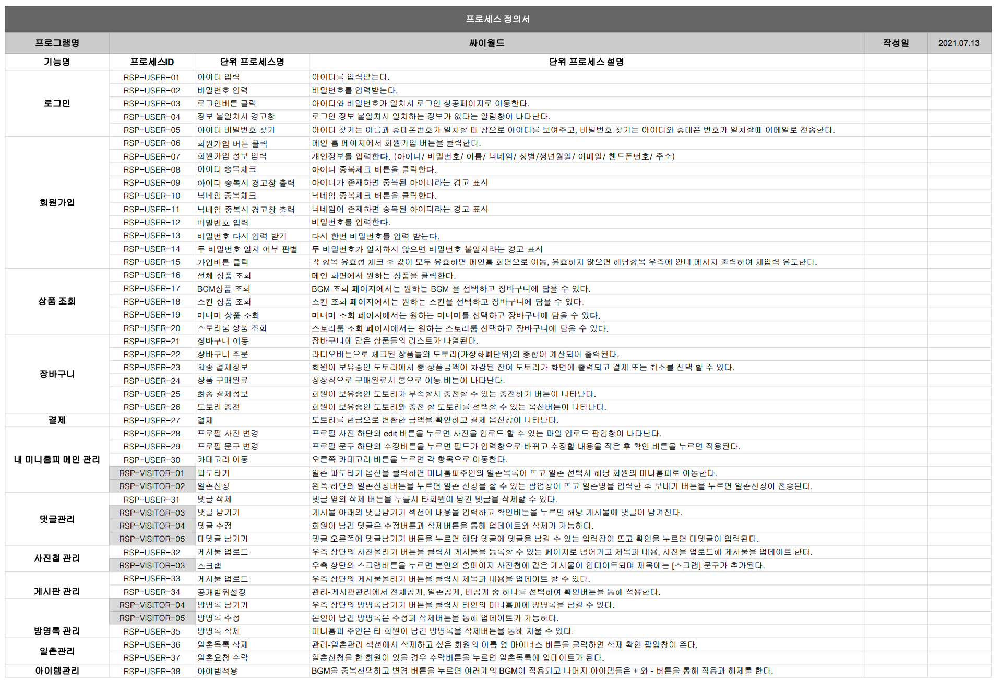 프로세스 정의서
프로그램명 싸이월드 작성일 2021.07.13
기능명 프로세스ID 단위 프로세스명 단위 프로세스 설명
로그인
RSP-USER-01 아이디 입력 아이디를 입력받는다.
RSP-USER-02 비밀번호 입력 비밀번호를 입력받는다.
RSP-USER-03 로그인버튼 클릭 아이디와 비밀번호가 일치시 로그인 성공페이지로 이동한다.
RSP-USER-04 정보 불일치시 경고창 로그인 정보 불일치시 일치하는 정보가 없다는 알림창이 나타난다.
RSP-USER-05 아이디 비밀번호 찾기 아이디 찾기는 이름과 휴대폰번호가 일치할 때 창으로 아이디를 보여주고, 비밀번호 찾기는 아이디와 휴대폰 번호가 일치할때 이메일로 전송한다.
회원가입
RSP-USER-06 회원가입 버튼 클릭 메인 홈 페이지에서 회원가입 버튼을 클릭한다.
RSP-USER-07 회원가입 정보 입력 개인정보를 입력한다. (아이디/ 비밀번호/ 이름/ 닉네임/ 성별/생년월일/ 이메일/ 핸드폰번호/ 주소)
RSP-USER-08 아이디 중복체크 아이디 중복체크 버튼을 클릭한다.
RSP-USER-09 아이디 중복시 경고창 출력 아이디가 존재하면 중복된 아이디라는 경고 표시
RSP-USER-10 닉네임 중복체크 닉네임 중복체크 버튼을 클릭한다.
RSP-USER-11 닉네임 중복시 경고창 출력 닉네임이 존재하면 중복된 아이디라는 경고 표시
RSP-USER-12 비밀번호 입력 비밀번호를 입력한다.
RSP-USER-13 비밀번호 다시 입력 받기 다시 한번 비밀번호를 입력 받는다.
RSP-USER-14 두 비밀번호 일치 여부 판별 두 비밀번호가 일치하지 않으면 비밀번호 불일치라는 경고 표시
RSP-USER-15 가입버튼 클릭 각 항목 유효성 체크 후 값이 모두 유효하면 메인홈 화면으로 이동, 유효하지 않으면 해당항목 우측에 안내 메시지 출력하여 재입력 유도한다.
상품 조회
RSP-USER-16 전체 상품 조회 메인 화면에서 원하는 상품을 클릭한다.
RSP-USER-17 BGM상품 조회 BGM 조회 페이지에서는 원하는 BGM 을 선택하고 장바구니에 담을 수 있다.
RSP-USER-18 스킨 상품 조회 스킨 조회 페이지에서는 원하는 스킨을 선택하고 장바구니에 담을 수 있다.
RSP-USER-19 미니미 상품 조회 미니미 조회 페이지에서는 원하는 미니미를 선택하고 장바구니에 담을 수 있다.
RSP-USER-20 스토리룸 상품 조회 스토리룸 조회 페이지에서는 원하는 스토리룸 선택하고 장바구니에 담을 수 있다.
장바구니
RSP-USER-21 장바구니 이동 장바구니에 담은 상품들의 리스트가 나열된다.
RSP-USER-22 장바구니 주문 라디오버튼으로 체크된 상품들의 도토리(가상화폐단위)의 총합이 계산되어 출력된다.
RSP-USER-23 최종 결제정보 회원이 보유중인 도토리에서 총 상품금액이 차감된 잔여 도토리가 화면에 출력되고 결제 또는 취소를 선택 할 수 있다.
RSP-USER-24 상품 구매완료 정상적으로 구매완료시 홈으로 이동 버튼이 나타난다.
RSP-USER-25 최종 결제정보 회원이 보유중인 도토리가 부족할시 충전할 수 있는 충전하기 버튼이 나타난다.
RSP-USER-26 도토리 충전 회원이 보유중인 도토리와 충전 할 도토리를 선택할 수 있는 옵션버튼이 나타난다.
결제
RSP-USER-27 결제 도토리를 현금으로 변환한 금액을 확인하고 결제 옵션창이 나타난다.
내 미니홈피 메인 관리
RSP-USER-28 프로필 사진 변경 프로필 사진 하단의 edit 버튼을 누르면 사진을 업로드 할 수 있는 파일 업로드 팝업창이 나타난다.
RSP-USER-29 프로필 문구 변경 프로필 문구 하단의 수정버튼을 누르면 필드가 입력창으로 바뀌고 수정할 내용을 적은 후 확인 버튼을 누르면 적용된다.
RSP-USER-30 카테고리 이동 오른쪽 카테고리 버튼을 누르면 각 항목으로 이동한다.
RSP-VISITOR-01 파도타기 일촌 파도타기 옵션을 클릭하면 미니홈피주인의 일촌목록이 뜨고 일촌 선택시 해당 회원의 미니홈피로 이동한다.
RSP-VISITOR-02 일촌신청 왼쪽 하단의 일촌신청버튼을 누르면 일촌 신청을 할 수 있는 팝업창이 뜨고 일촌명을 입력한 후 보내기 버튼을 누르면 일촌신청이 전송된다.
댓글관리
RSP-USER-31 댓글 삭제 댓글 옆의 삭제 버튼을 누를시 타회원이 남긴 댓글을 삭제할 수 있다.
RSP-VISITOR-03 댓글 남기기 게시물 아래의 댓글남기기 섹션에 내용을 입력하고 확인버튼을 누르면 해당 게시물에 댓글이 남겨진다.
RSP-VISITOR-04 댓글 수정 회원이 남긴 댓글은 수정버튼과 삭제버튼을 통해 업데이트와 삭제가 가능하다.
RSP-VISITOR-05 대댓글 남기기 댓글 오른쪽에 댓글남기기 버튼을 누르면 해당 댓글에 댓글을 남길 수 있는 입력창이 뜨고 확인을 누르면 대댓글이 입력된다.
사진첩 관리
RSP-USER-32 게시물 업로드 우측 상단의 사진올리기 버튼을 클릭시 게시물을 등록할 수 있는 페이지로 넘어가고 제목과 내용, 사진을 업로드해 게시물을 업데이트 한다.
RSP-VISITOR-03 스크랩 우측 상단의 스크랩버튼을 누르면 본인의 홈페이지 사진첩에 같은 게시물이 업데이트되며 제목에는 [스크랩] 문구가 추가된다.
게시판 관리
RSP-USER-33 게시물 업로드 우측 상단의 게시물올리기 버튼을 클릭시 제목과 내용을 업데이트 할 수 있다.
RSP-USER-34 공개범위설정 관리-게시판관리에서 전체공개, 일촌공개, 비공개 중 하나를 선택하여 확인버튼을 통해 적용한다.
방명록 관리
RSP-VISITOR-04 방명록 남기기 우측 상단의 방명록남기기 버튼을 클릭시 타인의 미니홈피에 방명록을 남길 수 있다.
RSP-VISITOR-05 방명록 수정 본인이 남긴 방명록은 수정과 삭제버튼을 통해 업데이트가 가능하다.
RSP-USER-35 방명록 삭제 미니홈피 주인은 타 회원이 남긴 방명록을 삭제버튼을 통해 지울 수 있다.
일촌관리
RSP-USER-36 일촌목록 삭제 관리-일촌관리 섹션에서 삭제하고 싶은 회원의 이름 옆 마이너스 버튼을 클릭하면 삭제 확인 팝업창이 뜬다.
RSP-USER-37 일촌요청 수락 일촌신청을 한 회원이 있을 경우 수락버튼을 누르면 일촌목록에 업데이트가 된다.
아이템관리
RSP-USER-38 아이템적용 BGM을 중복선택하고 변경 버튼을 누르면 여러개의 BGM이 적용되고 나머지 아이템들은 + 와 - 버튼을 통해 적용과 해제를 한다.